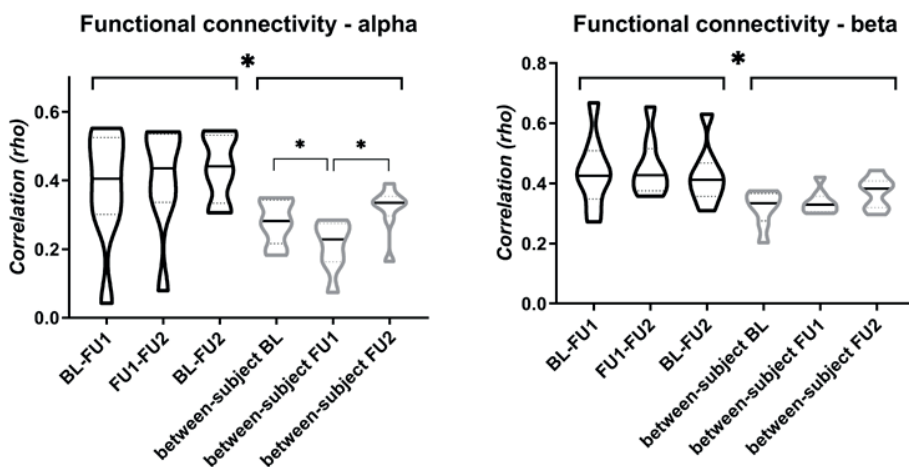 Functional connectivity - alpha
*
Correlation (rho)
0.6
0.4
0.2
0.0
*
*
BL-FU1
FU1-FU2
BL-FU2
between-subject BL
between-subject FU1
between-subject FU2
Functional connectivity - beta
*
Correlation (rho)
0.8
0.6
0.4
0.2
0.0
BL-FU1
FU1-FU2
BL-FU2
between-subject BL
between-subject FU1
between-subject FU2